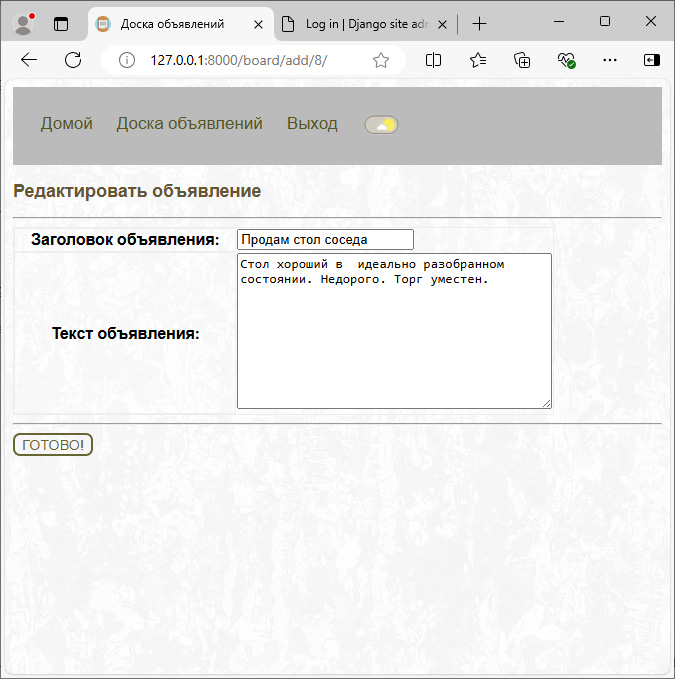 Доска объявлений
Log in | Django site adr
127.0.0.1:8000/board/add/8/
Домой Доска объявлений Выход
Редактировать объявление
Заголовок объявления: Продам стол соседа
Стол хороший в  идеально разобранном
состоянии. Недорого. Торг уместен.
Текст объявления:
ГОТОВО!